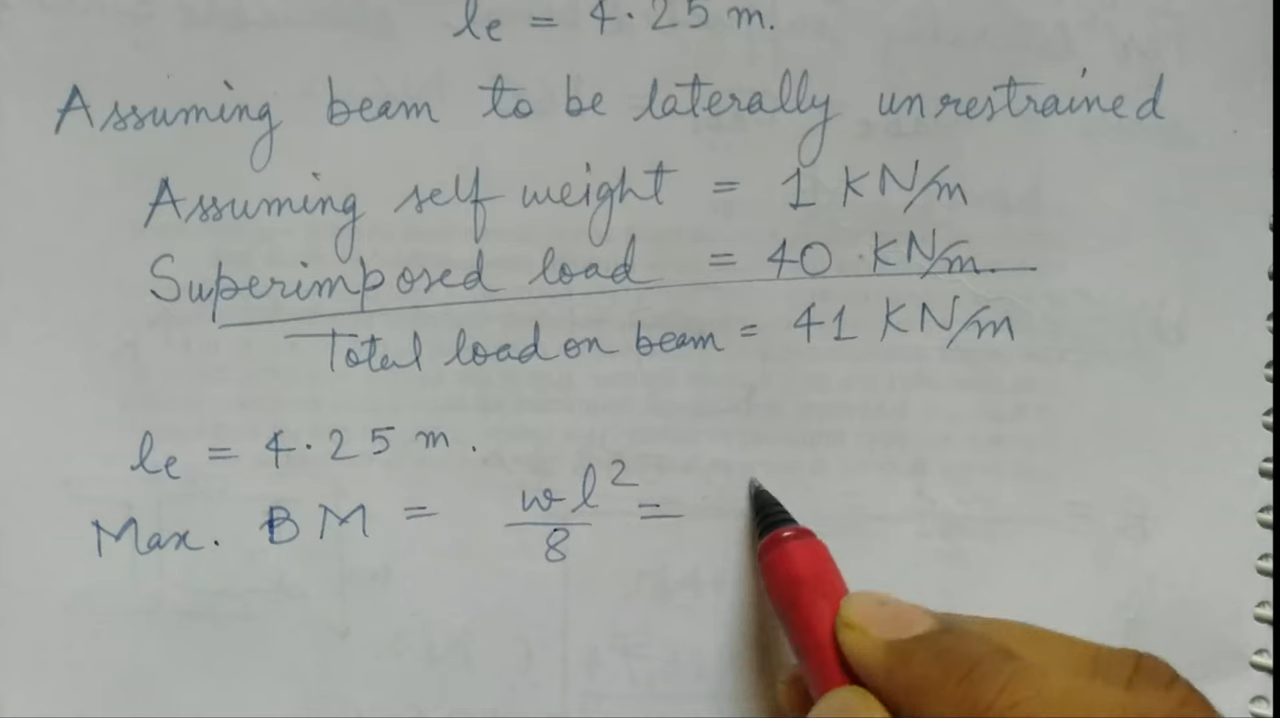 le = 4.25 m.
Assuming beam to be laterally unrestrained
Assuming self weight = 1 KN/m
Superimposed load = 40 KN/m.
Total load on beam = 41 KN/m
le = 4.25 m.
Max. BM = wl²/8 =